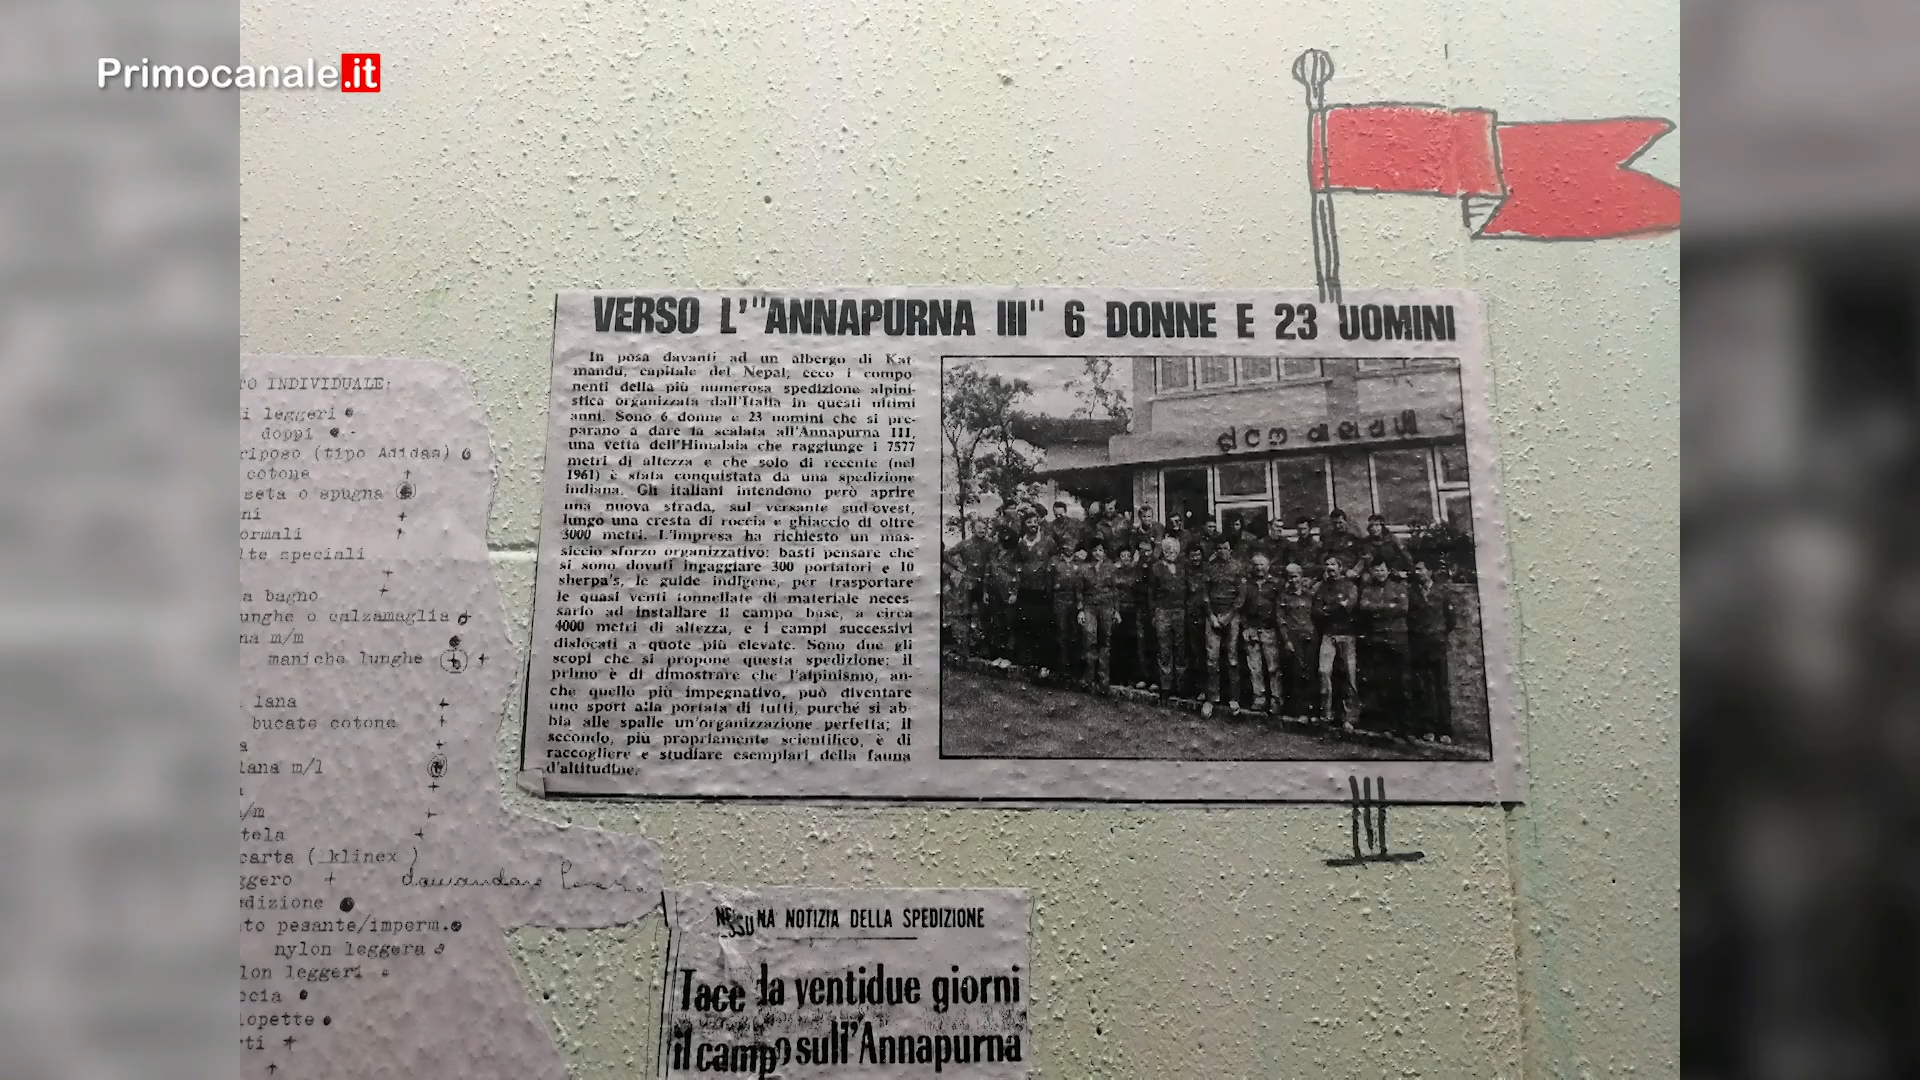 Primocanale.it
VERSO L'"ANNAPURNA III" 6 DONNE E 23 UOMINI
In posa davanti ad un albergo di Kat
mandu, capitale del Nepal, ecco i compo
nenti della più numerosa spedizione alpini
stica organizzata dall'Italia in questi ultimi
anni. Sono 6 donne e 23 uomini che si pre-
parano a dare la scalata all'Annapurna III,
una vetta dell'Himalaia che raggiunge i 7577
metri di altezza e che solo di recente (nel
1961) è stata conquistata da una spedizione
indiana. Gli italiani intendono però aprire
una nuova strada, sul versante sud-ovest,
lungo una cresta di roccia e ghiaccio di oltre
3000 metri. L'impresa ha richiesto un mas-
siccio sforzo organizzativo: basti pensare che
si sono dovuti ingaggiare 300 portatori e 10
sherpa's, le guide indigene, per trasportare
le quasi venti tonnellate di materiale neces-
sario ad installare il campo base, a circa
4000 metri di altezza, e i campi successivi
dislocati a quote più elevate. Sono due gli
scopi che si propone questa spedizione: il
primo è di dimostrare che l'alpinismo, an-
che quello più impegnativo, può diventare
uno sport alla portata di tutti, purché si ab-
bia alle spalle un'organizzazione perfetta; il
secondo, più propriamente scientifico, è di
raccogliere e studiare esemplari della fauna
d'altitudine.
TO INDIVIDUALE:
i leggeri
doppi
riposo (tipo Adidas)
cotone
seta o spugna
ni
ormali
lte speciali
a bagno
unghe o calzamaglia
na m/m
maniche lunghe
lana
bucate cotone
a
lana m/l
/m
tela
carta ( klinex )
ggero + domandare
edizione
to pesante/imperm.
nylon leggera
lon leggeri
ccia
lopette
rti
NESSUNA NOTIZIA DELLA SPEDIZIONE
Tace da ventidue giorni
il campo sull'Annapurna